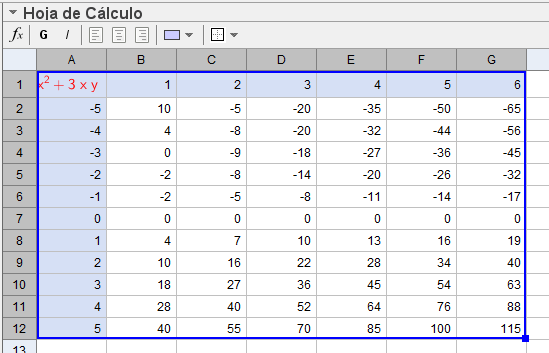 Hoja de Cálculo
fx G I
A B C D E F G
1 x² + 3 x y 1 2 3 4 5 6
2 -5 10 -5 -20 -35 -50 -65
3 -4 4 -8 -20 -32 -44 -56
4 -3 0 -9 -18 -27 -36 -45
5 -2 -2 -8 -14 -20 -26 -32
6 -1 -2 -5 -8 -11 -14 -17
7 0 0 0 0 0 0 0
8 1 4 7 10 13 16 19
9 2 10 16 22 28 34 40
10 3 18 27 36 45 54 63
11 4 28 40 52 64 76 88
12 5 40 55 70 85 100 115
13